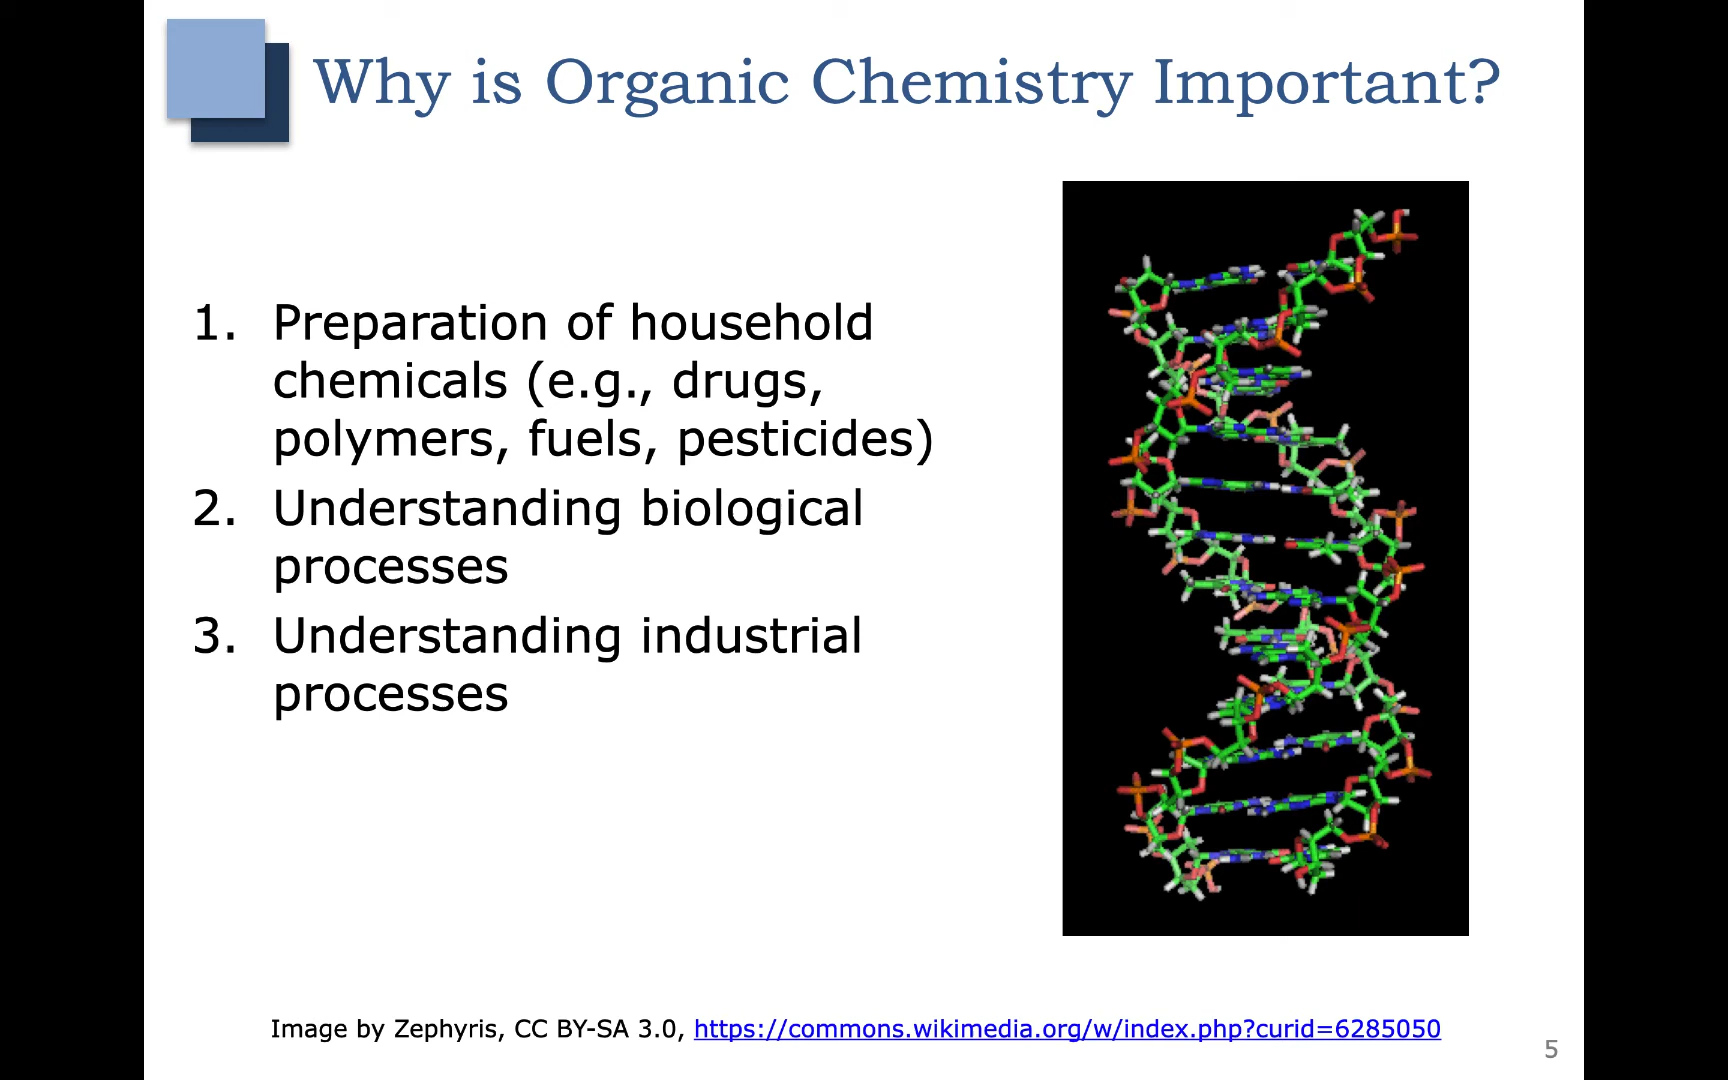 Why is Organic Chemistry Important?
1. Preparation of household
chemicals (e.g., drugs,
polymers, fuels, pesticides)
2. Understanding biological
processes
3. Understanding industrial
processes
Image by Zephyris, CC BY-SA 3.0, https://commons.wikimedia.org/w/index.php?curid=6285050
5